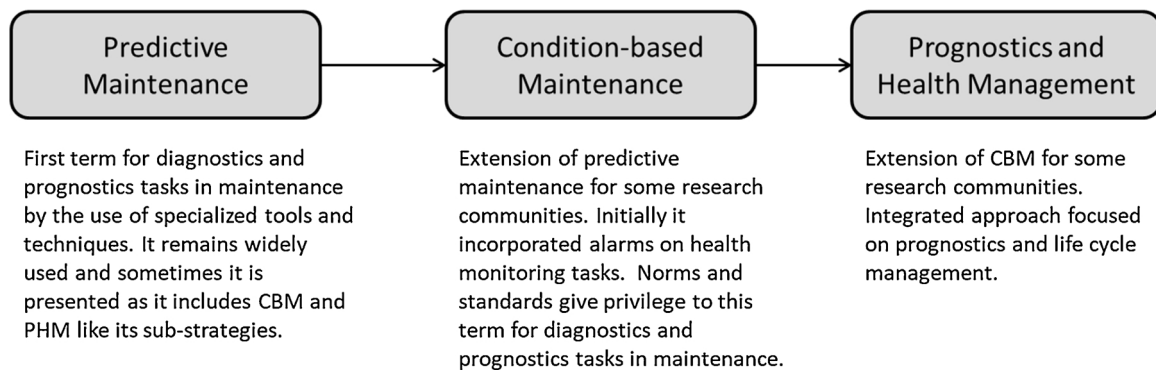 Predictive
Maintenance
Condition-based
Maintenance
Prognostics and
Health Management
First term for diagnostics and
prognostics tasks in maintenance
by the use of specialized tools and
techniques. It remains widely
used and sometimes it is
presented as it includes CBM and
PHM like its sub-strategies.
Extension of predictive
maintenance for some research
communities. Initially it
incorporated alarms on health
monitoring tasks.  Norms and
standards give privilege to this
term for diagnostics and
prognostics tasks in maintenance.
Extension of CBM for some
research communities.
Integrated approach focused
on prognostics and life cycle
management.